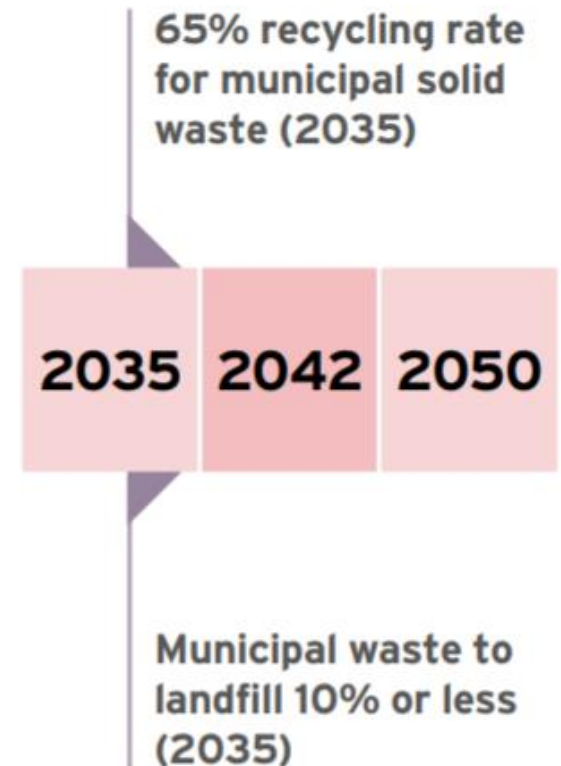 65% recycling rate
for municipal solid
waste (2035)
2035 2042 2050
Municipal waste to
landfill 10% or less
(2035)